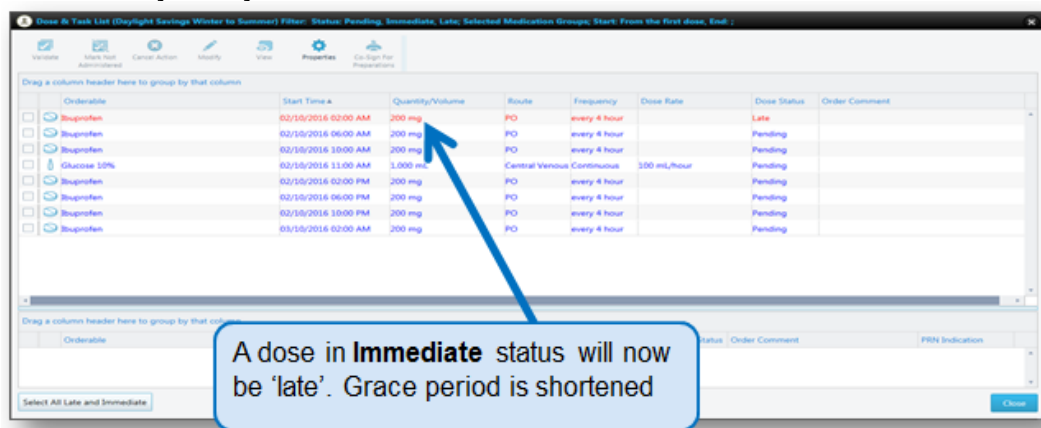 Dose & Task List (Daylight Savings Winter to Summer) Filter: Status: Pending, Immediate, Late; Selected Medication Groups; Start: From the first dose, End: ;
Validate Mark Not Administered Cancel Action Modify View Properties Co-Sign For Preparations
Drag a column header here to group by that column
Orderable Start Time Quantity/Volume Route Frequency Dose Rate Dose Status Order Comment
Ibuprofen 02/10/2016 02:00 AM 200 mg PO every 4 hour Late
Ibuprofen 02/10/2016 06:00 AM 200 mg PO every 4 hour Pending
Ibuprofen 02/10/2016 10:00 AM 200 mg PO every 4 hour Pending
Glucose 10% 02/10/2016 11:00 AM 1,000 mL Central Venous Continuous 100 mL/hour Pending
Ibuprofen 02/10/2016 02:00 PM 200 mg PO every 4 hour Pending
Ibuprofen 02/10/2016 06:00 PM 200 mg PO every 4 hour Pending
Ibuprofen 02/10/2016 10:00 PM 200 mg PO every 4 hour Pending
Ibuprofen 03/10/2016 02:00 AM 200 mg PO every 4 hour Pending
Drag a column header here to group by that column
Orderable Status Order Comment PRN Indication
A dose in Immediate status will now
be ‘late’. Grace period is shortened
Select All Late and Immediate Close